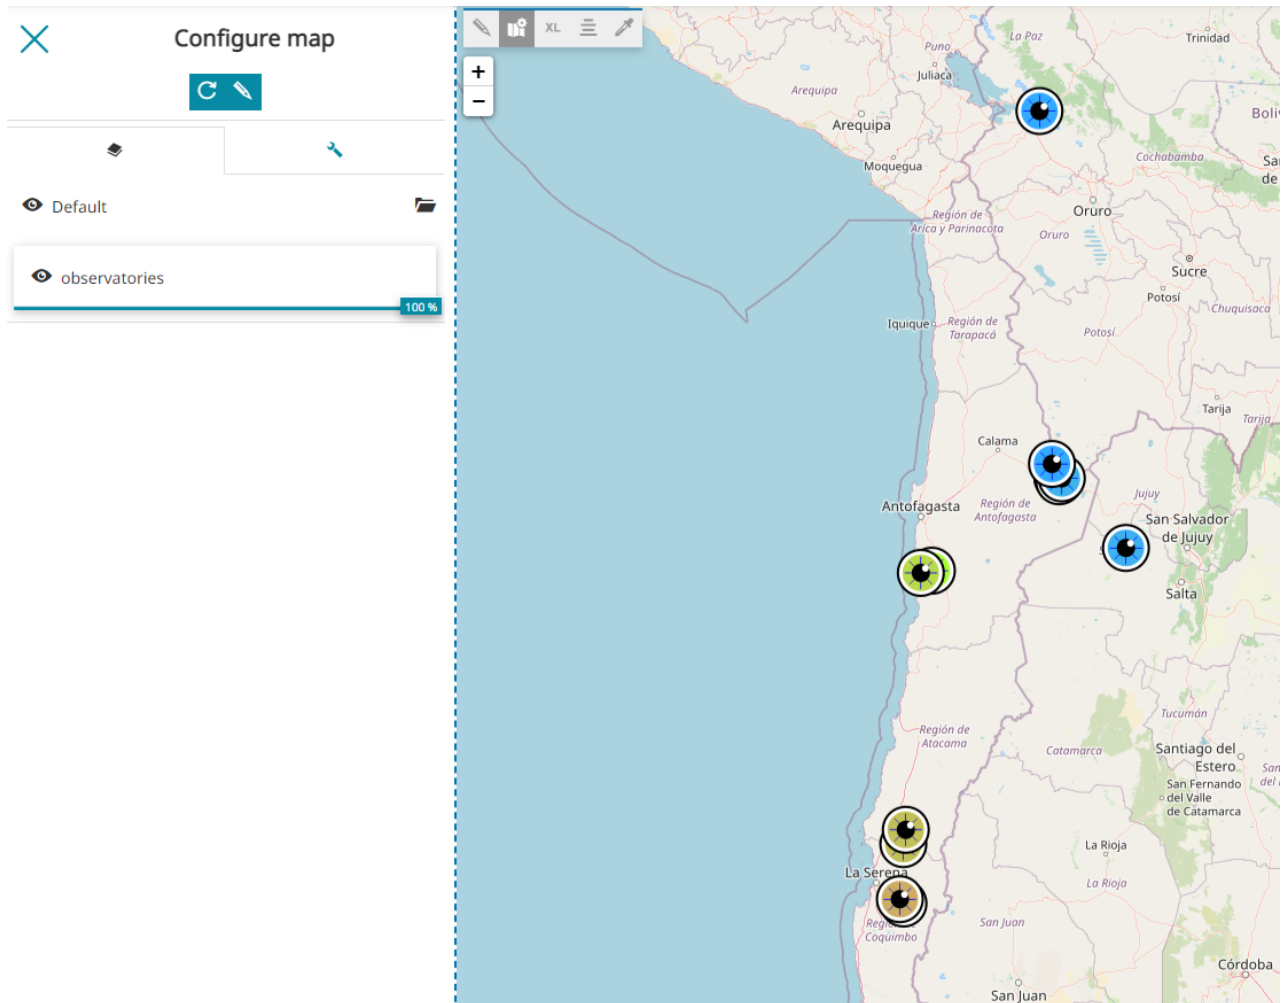 Configure map
Default
observatories
100 %
XL
+
−
La Paz
Trinidad
Puno
Juliaca
Arequipa
Arequipa
Moquegua
Cochabamba
Oruro
Región de
Arica y Parinacota
Oruro
Sucre
Potosí
Chuquisaca
Iquique
Región de
Tarapacá
Potosí
Tarija
Tarija
Calama
Antofagasta
Región de
Antofagasta
Jujuy
San Salvador
de Jujuy
Salta
Región de
Atacama
Tucumán
Catamarca
Santiago del
Estero
San Fernando
del Valle
de Catamarca
La Rioja
La Serena
La Rioja
Coquimbo
San Juan
Córdoba
San Juan